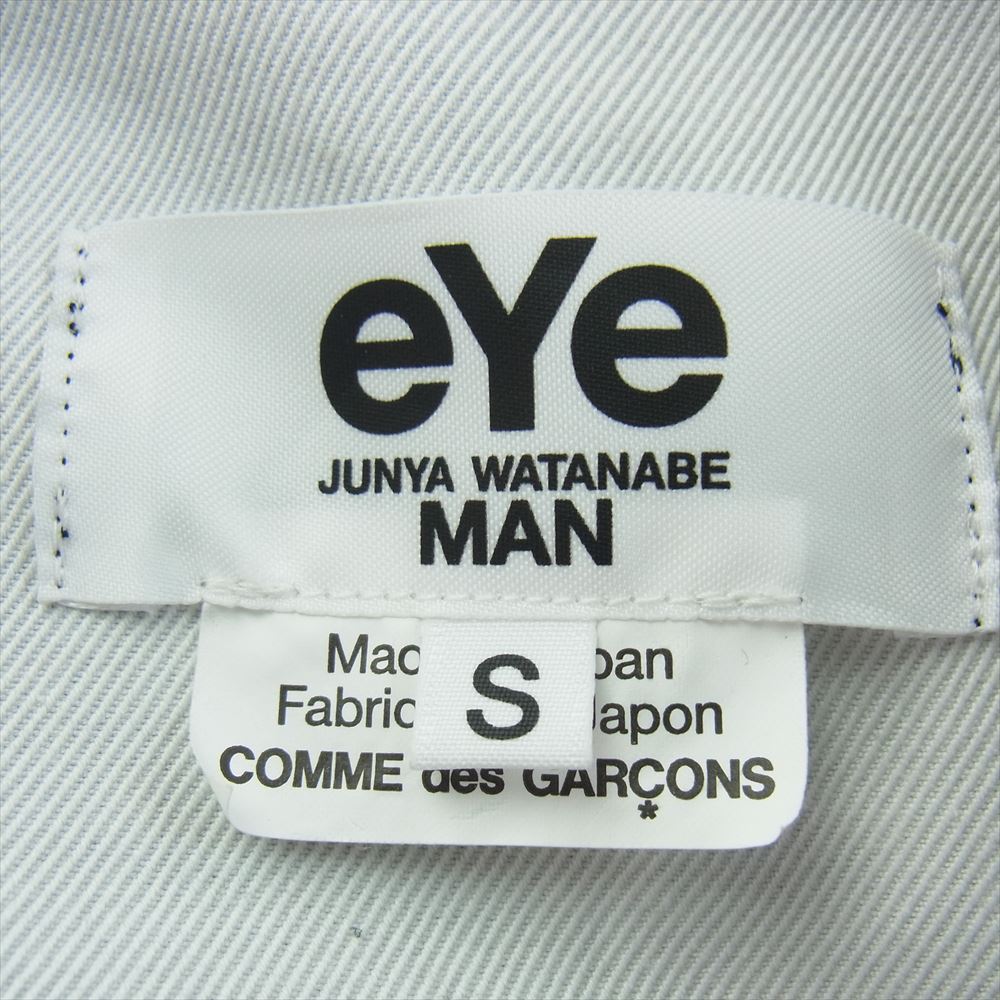 eYe
JUNYA WATANABE
MAN
S
Japon
COMME des GARÇONS
*